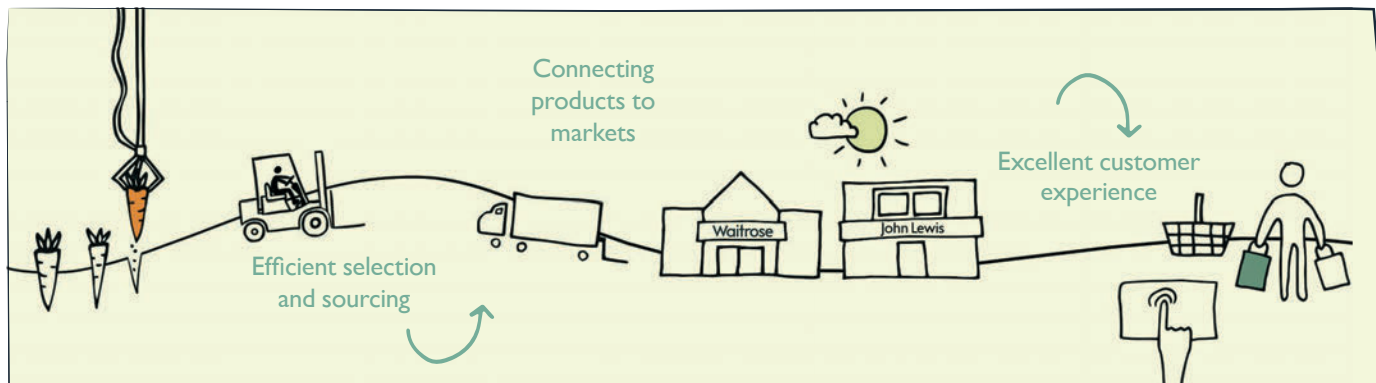 Connecting
products to
markets
Excellent customer
experience
Waitrose
John Lewis
Efficient selection
and sourcing